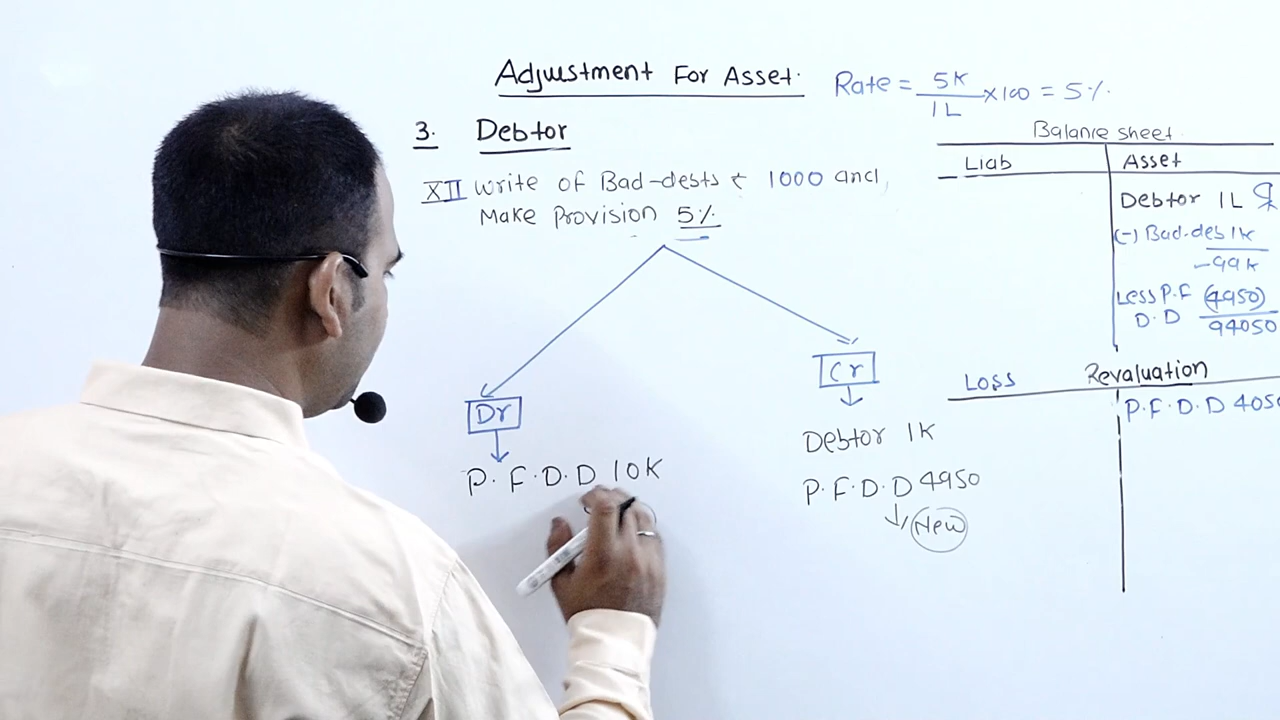 Adjustment For Asset.
Rate = 5K / 1L × 100 = 5%.
3. Debtor
XII Write of Bad-dests ₹ 1000 and,
Make Provision 5%
Dr
P. F. D. D 10K
Cr
Debtor 1K
P. F. D. D 4950
New
Balance sheet
Liab Asset
Debtor 1L
(-) Bad-deb 1K
99K
Less P.F (4950)
D.D 94050
Loss Revaluation
P.F.D.D 4050